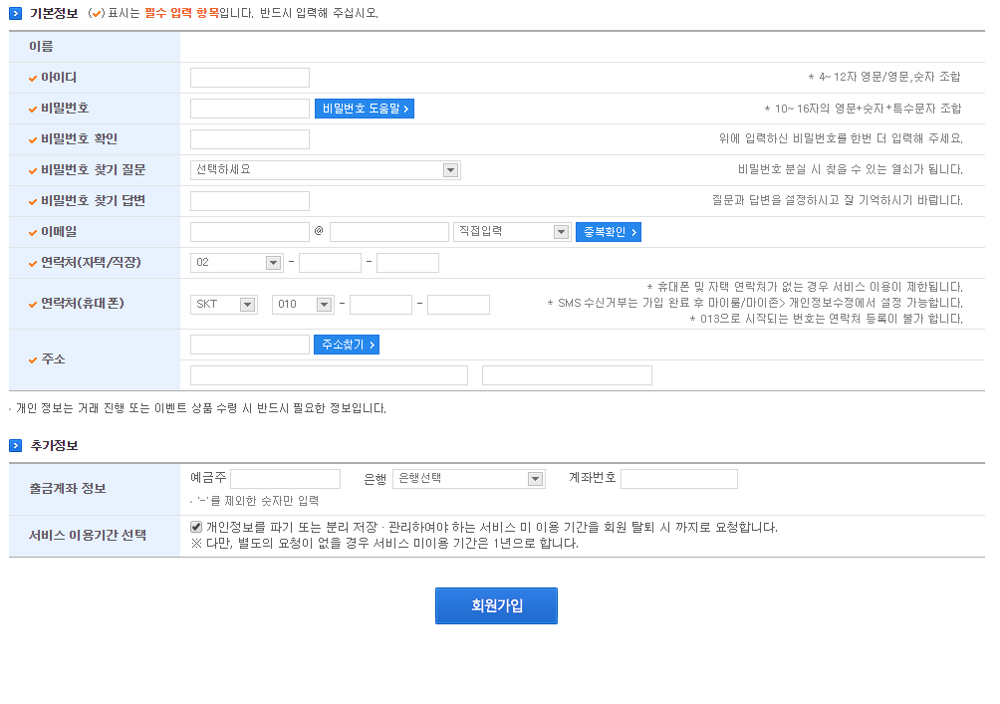 기본정보 (✔)표시는 필수 입력 항목입니다. 반드시 입력해 주십시오.
이름
아이디 * 4~12자 영문/영문,숫자 조합
비밀번호 비밀번호 도움말 > * 10~16자의 영문+숫자+특수문자 조합
비밀번호 확인 위에 입력하신 비밀번호를 한번 더 입력해 주세요.
비밀번호 찾기 질문 선택하세요 비밀번호 분실 시 찾을 수 있는 열쇠가 됩니다.
비밀번호 찾기 답변 질문과 답변을 설정하시고 잘 기억하시기 바랍니다.
이메일 @ 직접입력 중복확인 >
연락처(자택/직장) 02 - -
* 휴대폰 및 자택 연락처가 없는 경우 서비스 이용이 제한됩니다.
연락처(휴대폰) SKT 010 - - * SMS 수신거부는 가입 완료 후 마이룸/마이존> 개인정보수정에서 설정 가능합니다.
* 013으로 시작되는 번호는 연락처 등록이 불가 합니다.
주소 주소찾기 >
· 개인 정보는 거래 진행 또는 이벤트 상품 수령 시 반드시 필요한 정보입니다.
추가정보
출금계좌 정보 예금주 은행 은행선택 계좌번호
· '-'를 제외한 숫자만 입력
서비스 이용기간 선택 개인정보를 파기 또는 분리 저장·관리하여야 하는 서비스 미 이용 기간을 회원 탈퇴 시 까지로 요청합니다.
※ 다만, 별도의 요청이 없을 경우 서비스 미이용 기간은 1년으로 합니다.
회원가입